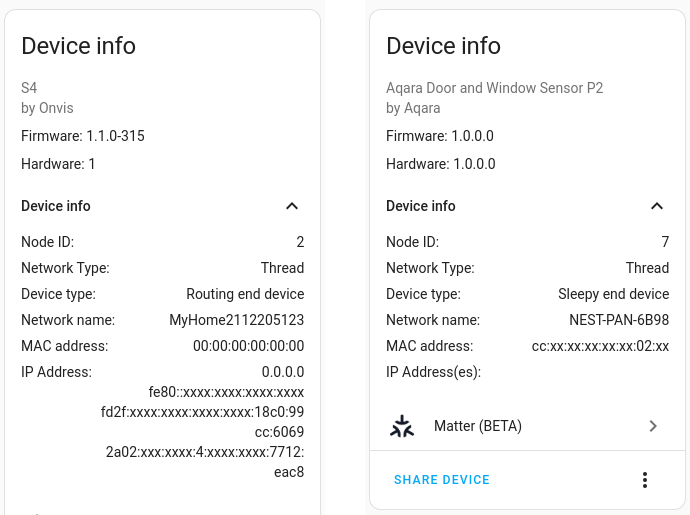 Device info
S4
by Onvis
Firmware: 1.1.0-315
Hardware: 1
Device info
Node ID: 2
Network Type: Thread
Device type: Routing end device
Network name: MyHome2112205123
MAC address: 00:00:00:00:00:00
IP Address: 0.0.0.0
fe80::xxxx:xxxx:xxxx:xxxx
fd2f:xxxx:xxxx:xxxx:xxxx:18c0:99
cc:6069
2a02:xxx:xxxx:4:xxxx:xxxx:7712:
eac8
Device info
Aqara Door and Window Sensor P2
by Aqara
Firmware: 1.0.0.0
Hardware: 1.0.0.0
Device info
Node ID: 7
Network Type: Thread
Device type: Sleepy end device
Network name: NEST-PAN-6B98
MAC address: cc:xx:xx:xx:xx:xx:02:xx
IP Address(es):
Matter (BETA)
SHARE DEVICE